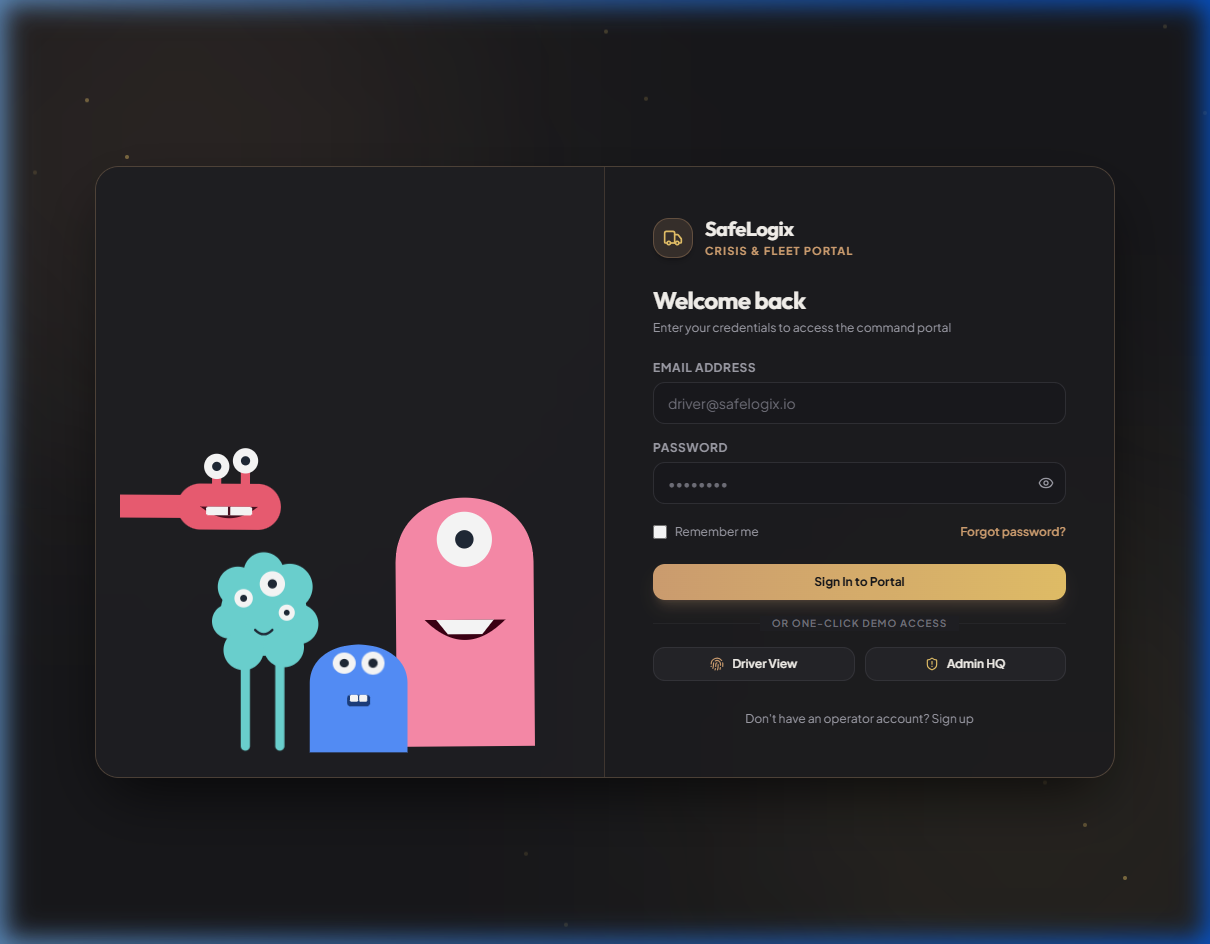 SafeLogix
CRISIS & FLEET PORTAL
Welcome back
Enter your credentials to access the command portal
EMAIL ADDRESS
driver@safelogix.io
PASSWORD
••••••••
Remember me
Forgot password?
Sign In to Portal
OR ONE-CLICK DEMO ACCESS
Driver View
Admin HQ
Don't have an operator account? Sign up